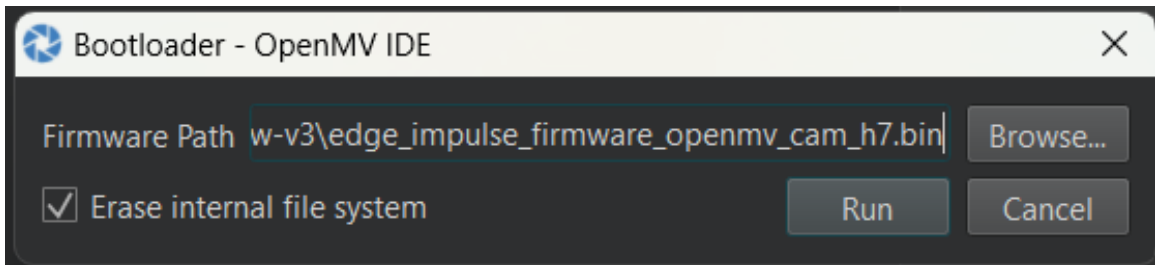 Bootloader - OpenMV IDE
Firmware Path w-v3\edge_impulse_firmware_openmv_cam_h7.bin Browse...
Erase internal file system Run Cancel